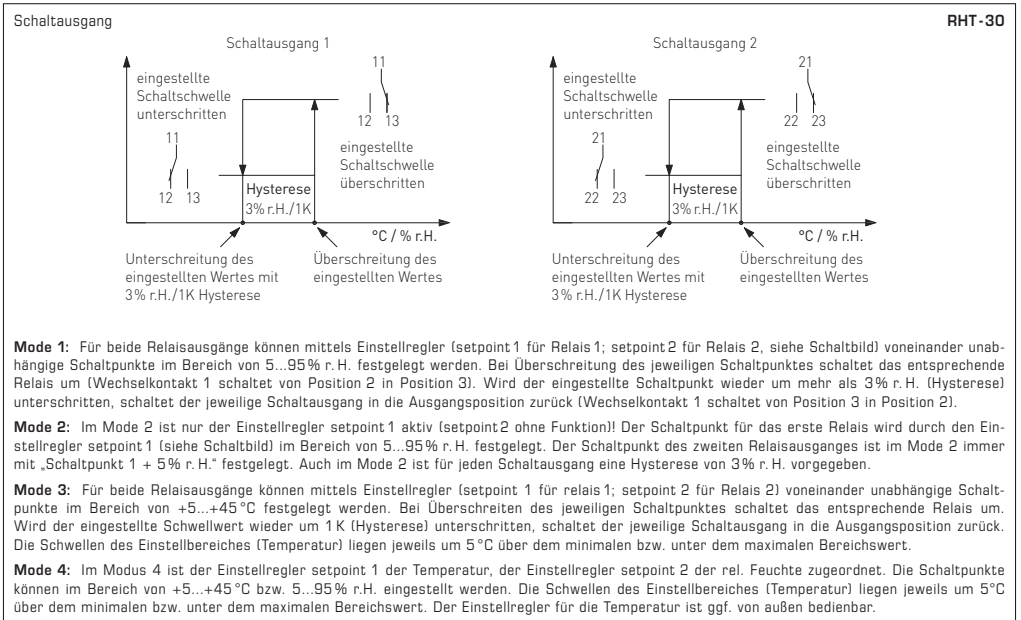 Schaltausgang
RHT-30
Schaltausgang 1
eingestellte
Schaltschwelle
unterschritten
11
12 13
11
12 13
eingestellte
Schaltschwelle
überschritten
Hysterese
3% r.H./1K
°C / % r.H.
Unterschreitung des
eingestellten Wertes mit
3% r.H./1K Hysterese
Überschreitung des
eingestellten Wertes
Schaltausgang 2
eingestellte
Schaltschwelle
unterschritten
21
22 23
21
22 23
eingestellte
Schaltschwelle
überschritten
Hysterese
3% r.H./1K
°C / % r.H.
Unterschreitung des
eingestellten Wertes mit
3% r.H./1K Hysterese
Überschreitung des
eingestellten Wertes
Mode 1: Für beide Relaisausgänge können mittels Einstellregler (setpoint 1 für Relais 1; setpoint 2 für Relais 2, siehe Schaltbild) voneinander unab-
hängige Schaltpunkte im Bereich von 5...95% r. H. festgelegt werden. Bei Überschreitung des jeweiligen Schaltpunktes schaltet das entsprechende
Relais um (Wechselkontakt 1 schaltet von Position 2 in Position 3). Wird der eingestellte Schaltpunkt wieder um mehr als 3% r. H. (Hysterese)
unterschritten, schaltet der jeweilige Schaltausgang in die Ausgangsposition zurück (Wechselkontakt 1 schaltet von Position 3 in Position 2).
Mode 2: Im Mode 2 ist nur der Einstellregler setpoint 1 aktiv (setpoint 2 ohne Funktion)! Der Schaltpunkt für das erste Relais wird durch den Ein-
stellregler setpoint 1 (siehe Schaltbild) im Bereich von 5...95% r. H. festgelegt. Der Schaltpunkt des zweiten Relaisausganges ist im Mode 2 immer
mit „Schaltpunkt 1 + 5% r. H." festgelegt. Auch im Mode 2 ist für jeden Schaltausgang eine Hysterese von 3% r. H. vorgegeben.
Mode 3: Für beide Relaisausgänge können mittels Einstellregler (setpoint 1 für relais 1; setpoint 2 für Relais 2) voneinander unabhängige Schalt-
punkte im Bereich von +5...+45 °C festgelegt werden. Bei Überschreiten des jeweiligen Schaltpunktes schaltet das entsprechende Relais um.
Wird der eingestellte Schwellwert wieder um 1 K (Hysterese) unterschritten, schaltet der jeweilige Schaltausgang in die Ausgangsposition zurück.
Die Schwellen des Einstellbereiches (Temperatur) liegen jeweils um 5 °C über dem minimalen bzw. unter dem maximalen Bereichswert.
Mode 4: Im Modus 4 ist der Einstellregler setpoint 1 der Temperatur, der Einstellregler setpoint 2 der rel. Feuchte zugeordnet. Die Schaltpunkte
können im Bereich von +5...+45 °C bzw. 5...95 % r.H. eingestellt werden. Die Schwellen des Einstellbereiches (Temperatur) liegen jeweils um 5°C
über dem minimalen bzw. unter dem maximalen Bereichswert. Der Einstellregler für die Temperatur ist ggf. von außen bedienbar.